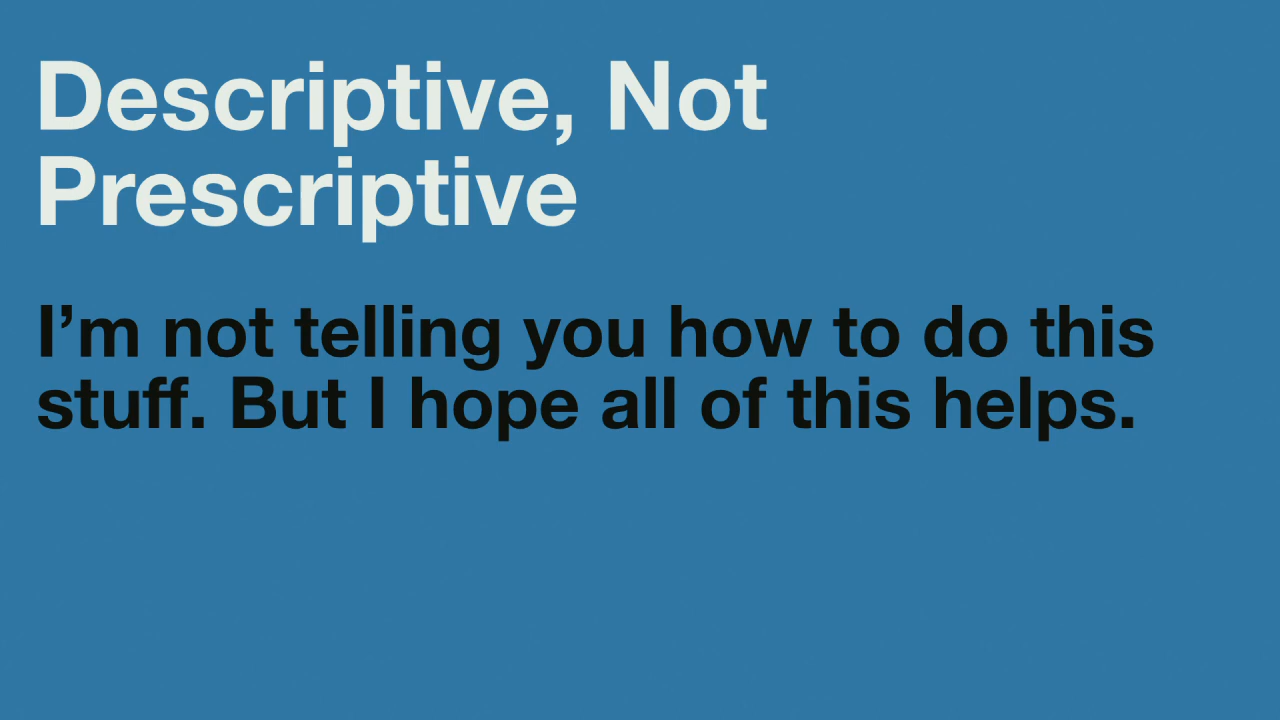 Descriptive, Not
Prescriptive
I’m not telling you how to do this
stuff. But I hope all of this helps.